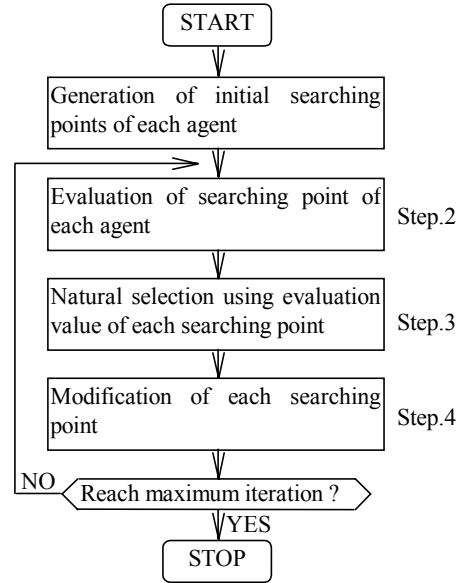 START
Generation of initial searching
points of each agent
Evaluation of searching point of
each agent
Step.2
Natural selection using evaluation
value of each searching point
Step.3
Modification of each searching
point
Step.4
NO
Reach maximum iteration ?
YES
STOP